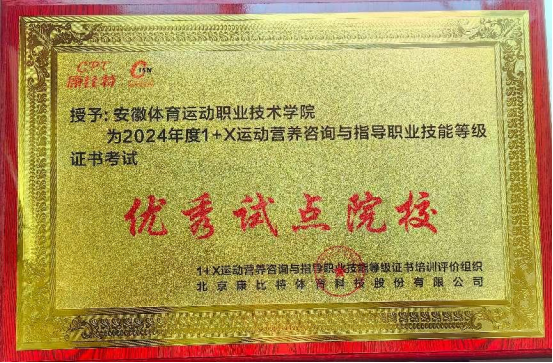 CPT
康比特
授予:安徽体育运动职业技术学院
为2024年度1+X运动营养咨询与指导职业技能等级
证书考试
优秀试点院校
1+X运动营养咨询与指导职业技能等级证书培训评价组织
北京康比特体育科技股份有限公司